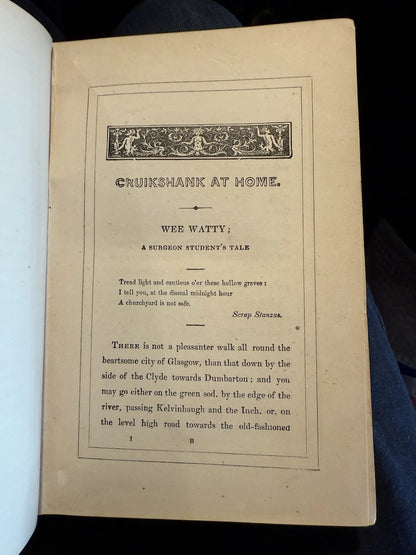 CRUIKSHANK AT HOME.
WEE WATTY;
A SURGEON STUDENT'S TALE
Tread light and cautious o'er these hollow graves:
I tell you, at the dismal midnight hour
A churchyard is not safe.
Scrap Stanzas.
THERE is not a pleasanter walk all round the
heartsome city of Glasgow, than that down by the
side of the Clyde towards Dumbarton; and you
may go either on the green sod, by the edge of the
river, passing Kelvinhaugh and the Inch, or, on
the level high road towards the old-fashioned
I B